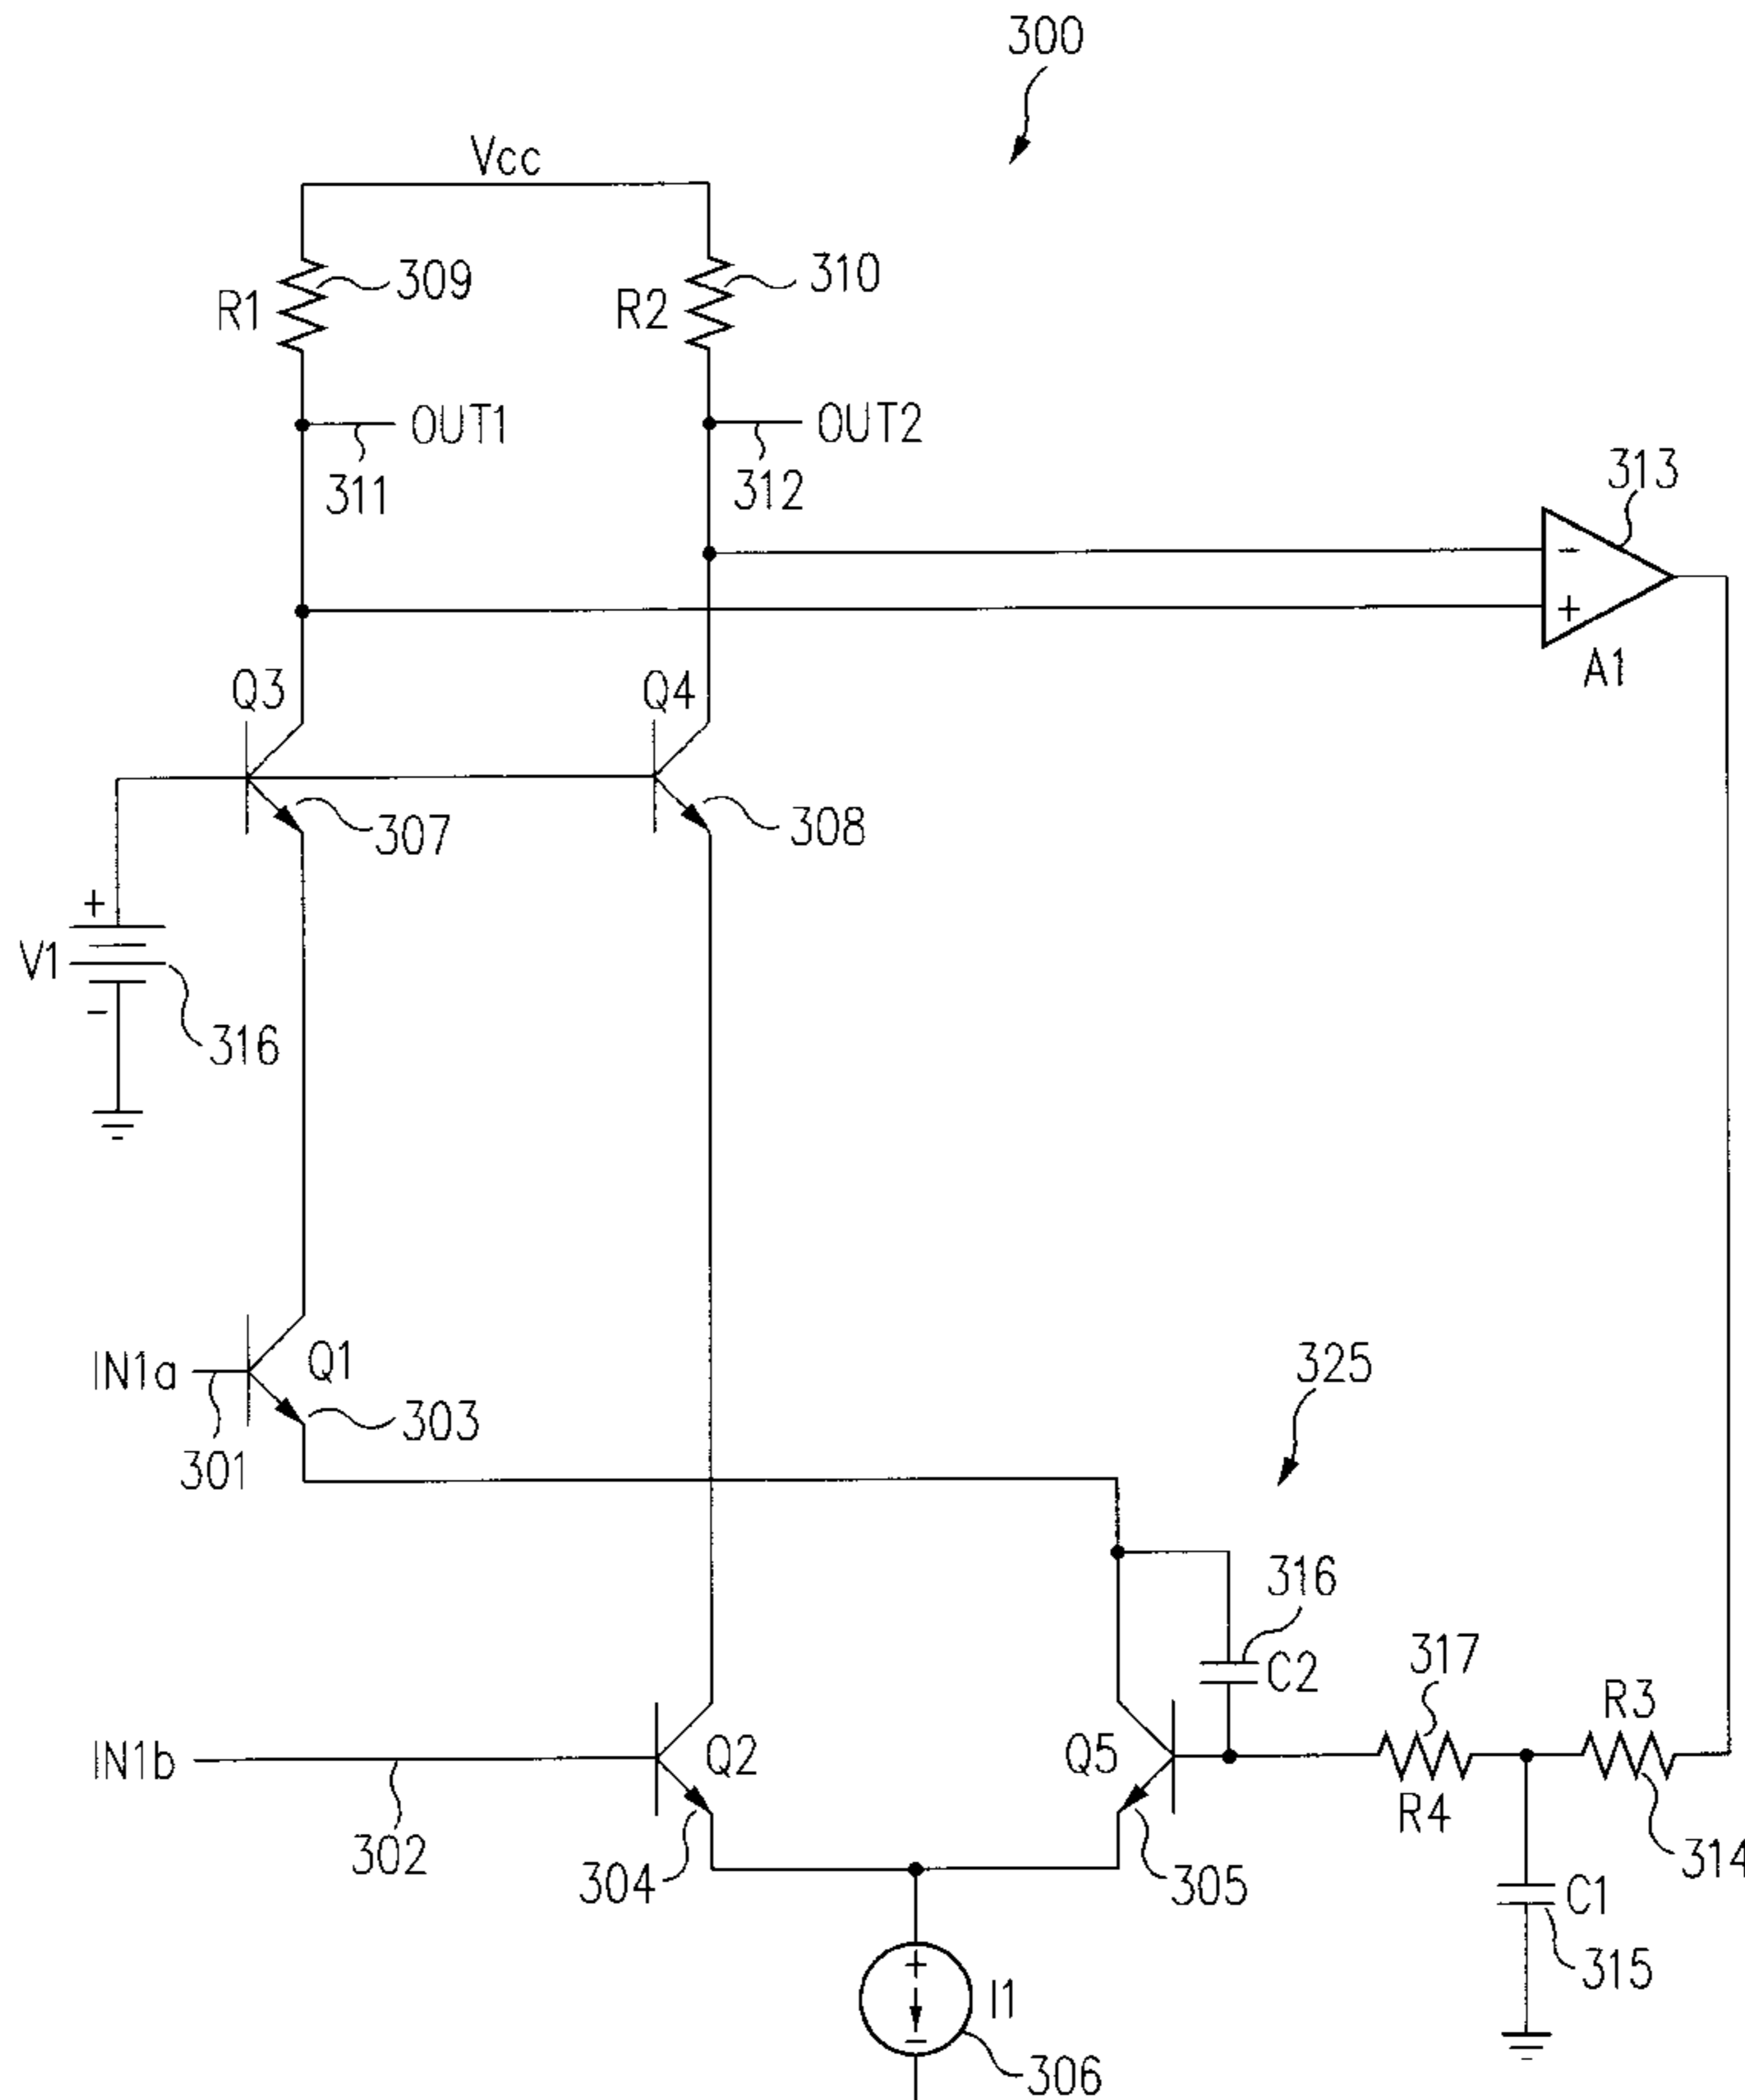 300
Vcc
R1
309
R2
310
OUT1
311
OUT2
312
313
-
+
A1
Q3
307
Q4
308
V1
+
-
316
IN1a
301
Q1
303
325
316
C2
IN1b
302
Q2
304
Q5
305
317
R4
R3
314
C1
315
+
-
I1
306